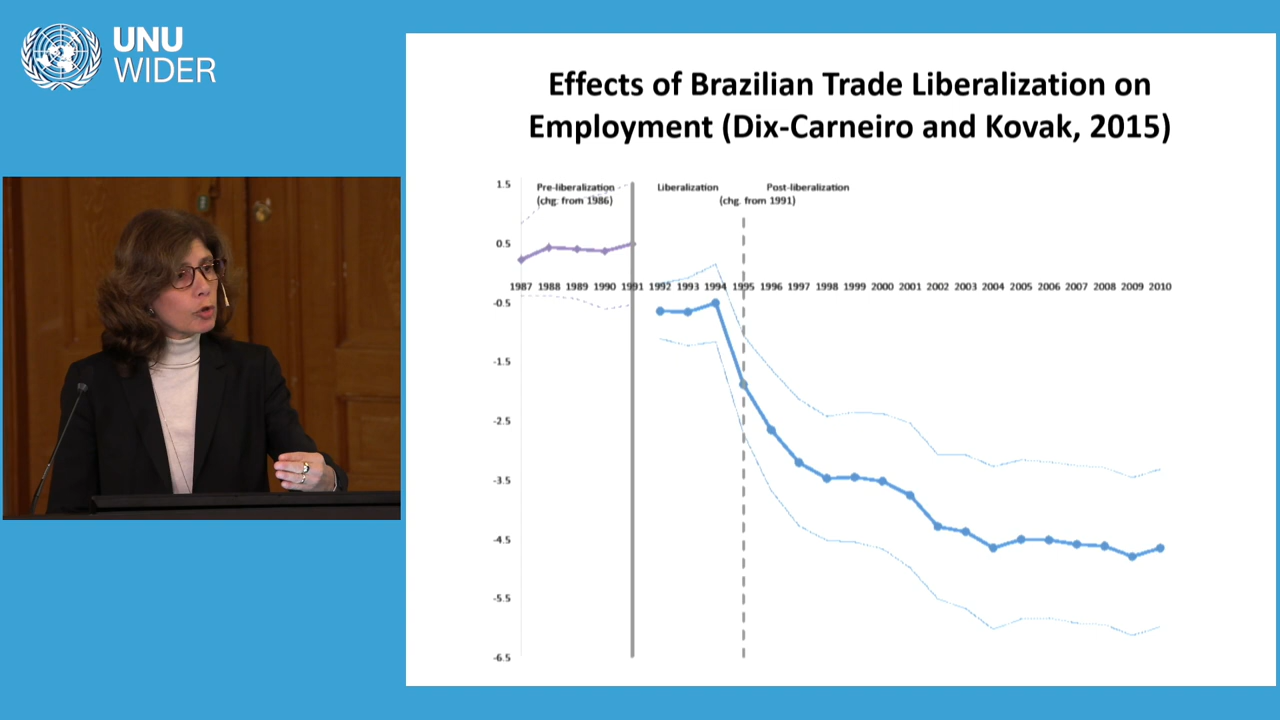 UNU
WIDER
Effects of Brazilian Trade Liberalization on
Employment (Dix-Carneiro and Kovak, 2015)
1.5
Pre-liberalization
(chg. from 1986)
Liberalization
Post-liberalization
(chg. from 1991)
0.5
1987 1988 1989 1990 1991 1992 1993 1994 1995 1996 1997 1998 1999 2000 2001 2002 2003 2004 2005 2006 2007 2008 2009 2010
-0.5
-1.5
-2.5
-3.5
-4.5
-5.5
-6.5